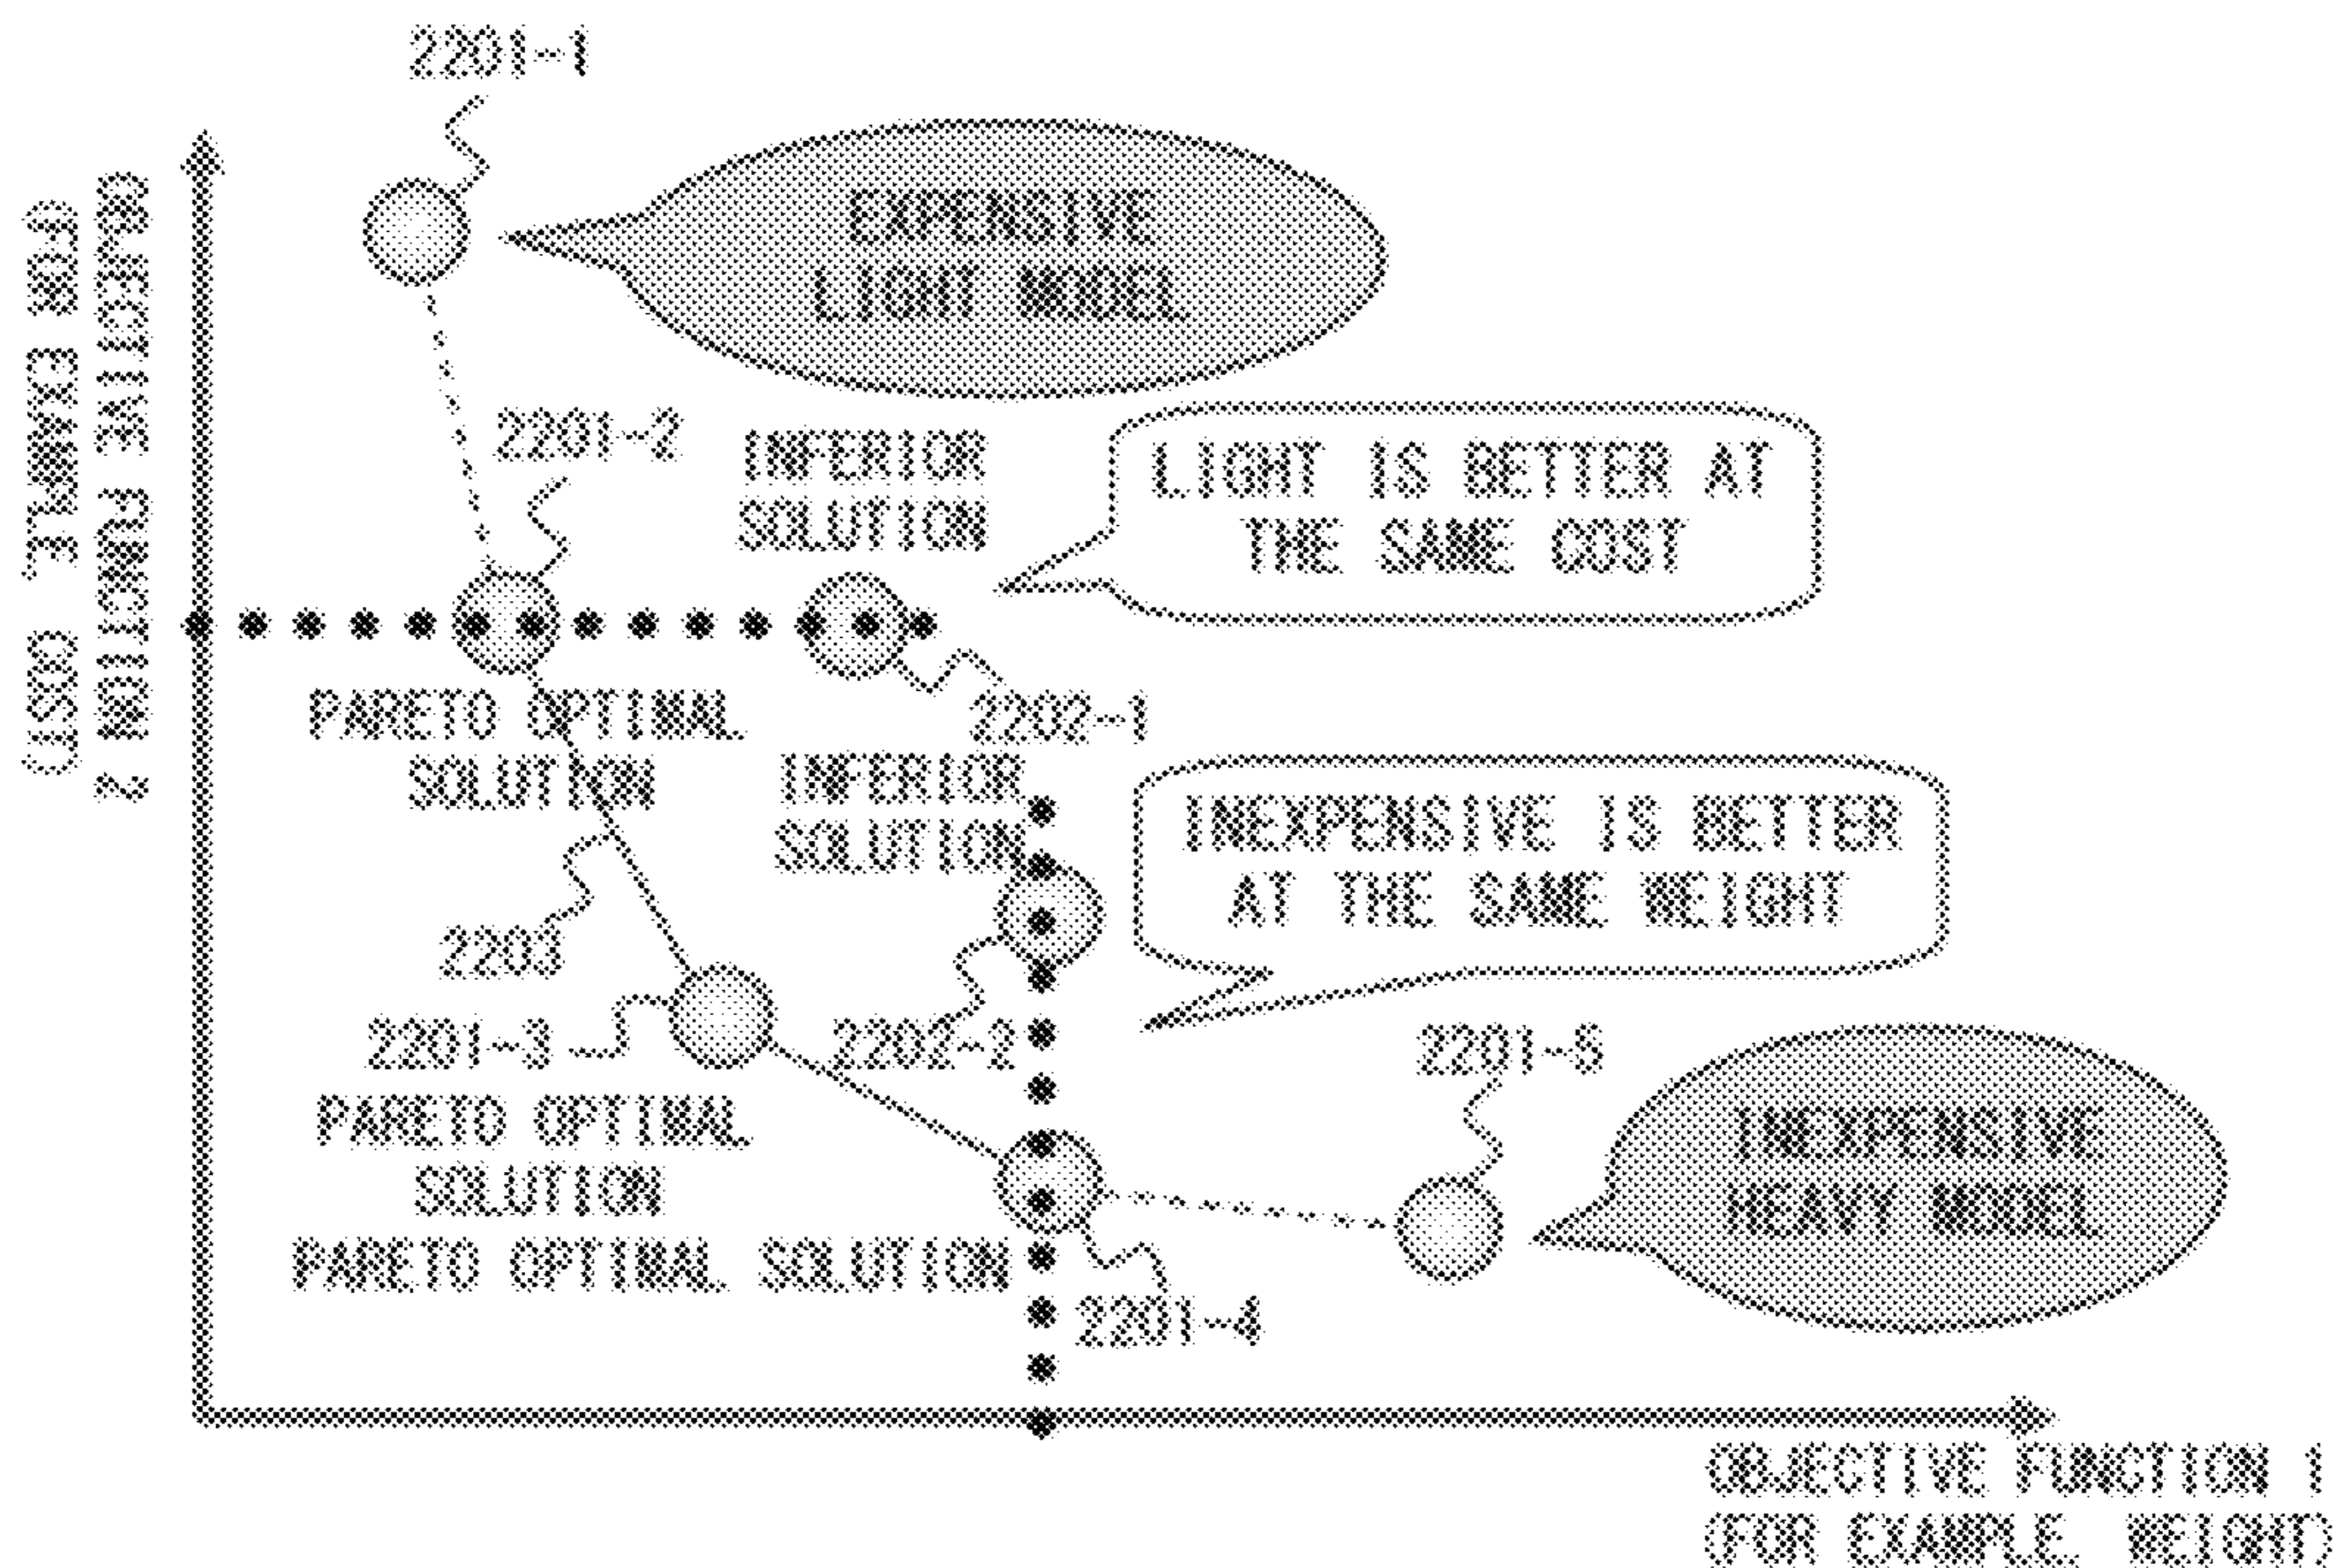 2201-1
EXPENSIVE
LIGHT MODEL
OBJECTIVE FUNCTION 2
(FOR EXAMPLE, COST)
2201-2
INFERIOR
SOLUTION
LIGHT IS BETTER AT
THE SAME COST
PARETO OPTIMAL
SOLUTION
2202-1
INFERIOR
SOLUTION
INEXPENSIVE IS BETTER
AT THE SAME WEIGHT
2203
2201-3
2202-2
2201-5
PARETO OPTIMAL
SOLUTION
INEXPENSIVE
HEAVY MODEL
PARETO OPTIMAL SOLUTION
2201-4
OBJECTIVE FUNCTION 1
(FOR EXAMPLE, WEIGHT)